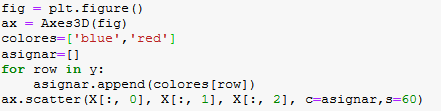 fig = plt.figure()
ax = Axes3D(fig)
colores=['blue','red']
asignar=[]
for row in y:
    asignar.append(colores[row])
ax.scatter(X[:, 0], X[:, 1], X[:, 2], c=asignar,s=60)